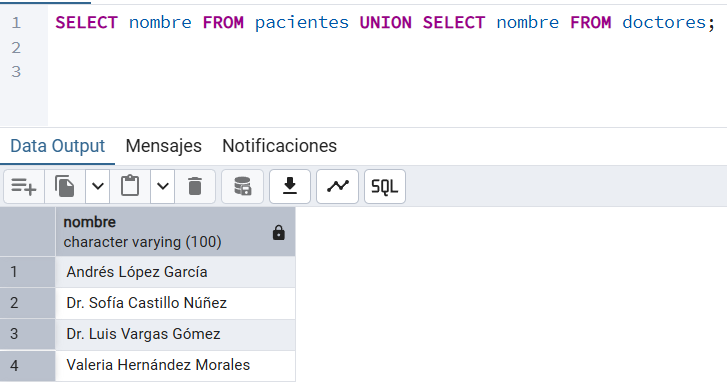 1 SELECT nombre FROM pacientes UNION SELECT nombre FROM doctores;
2
3
Data Output Mensajes Notificaciones
SQL
nombre
character varying (100)
1 Andrés López García
2 Dr. Sofía Castillo Núñez
3 Dr. Luis Vargas Gómez
4 Valeria Hernández Morales